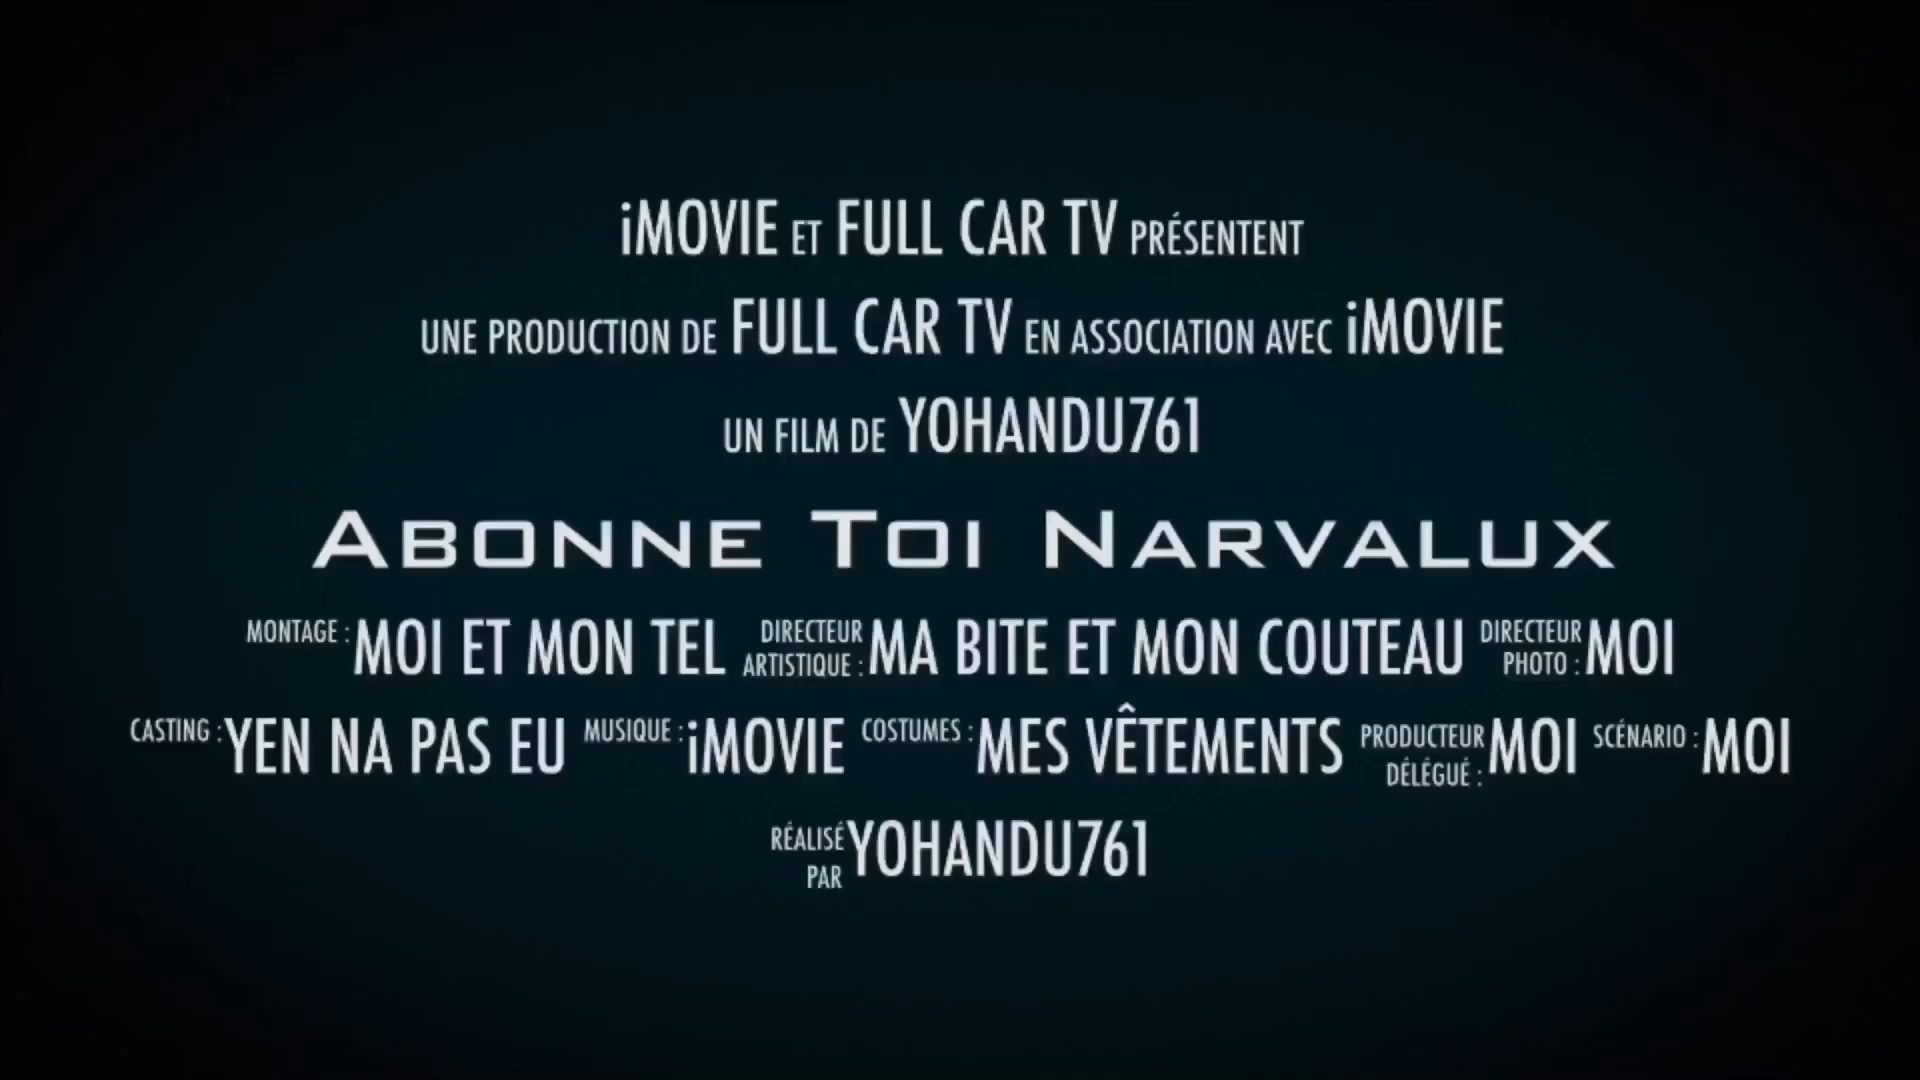 iMOVIE ET FULL CAR TV PRÉSENTENT
UNE PRODUCTION DE FULL CAR TV EN ASSOCIATION AVEC iMOVIE
UN FILM DE YOHANDU761
ABONNE TOI NARVALUX
MONTAGE : MOI ET MON TEL DIRECTEUR ARTISTIQUE : MA BITE ET MON COUTEAU DIRECTEUR PHOTO : MOI
CASTING : YEN NA PAS EU MUSIQUE : iMOVIE COSTUMES : MES VÊTEMENTS PRODUCTEUR DÉLÉGUÉ : MOI SCÉNARIO : MOI
RÉALISÉ PAR YOHANDU761